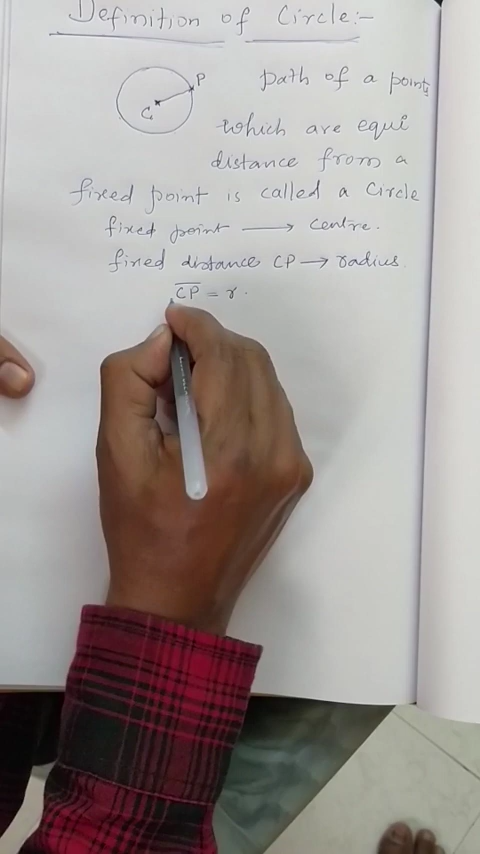 Definition of Circle:-
P
C
path of a point
which are equi
distance from a
fixed point is called a Circle
fixed point → centre.
fixed distance CP → radius.
CP = r.